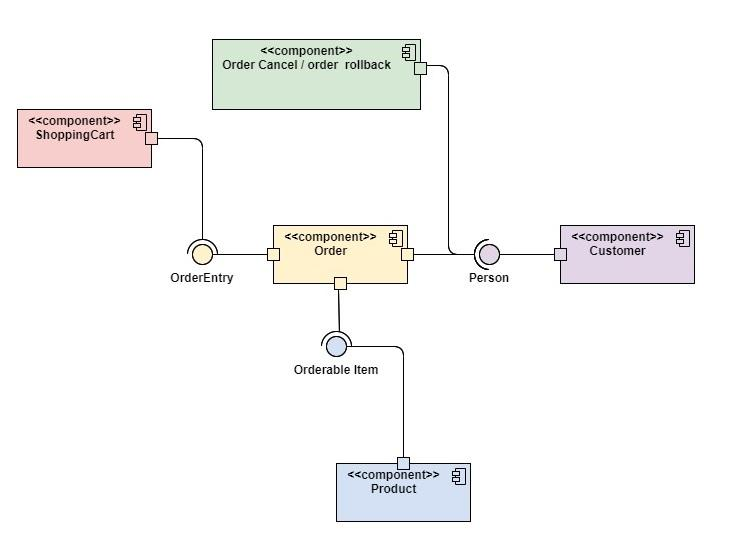 <<component>>
Order Cancel / order rollback
<<component>>
ShoppingCart
<<component>>
Order
<<component>>
Customer
OrderEntry
Person
Orderable Item
<<component>>
Product